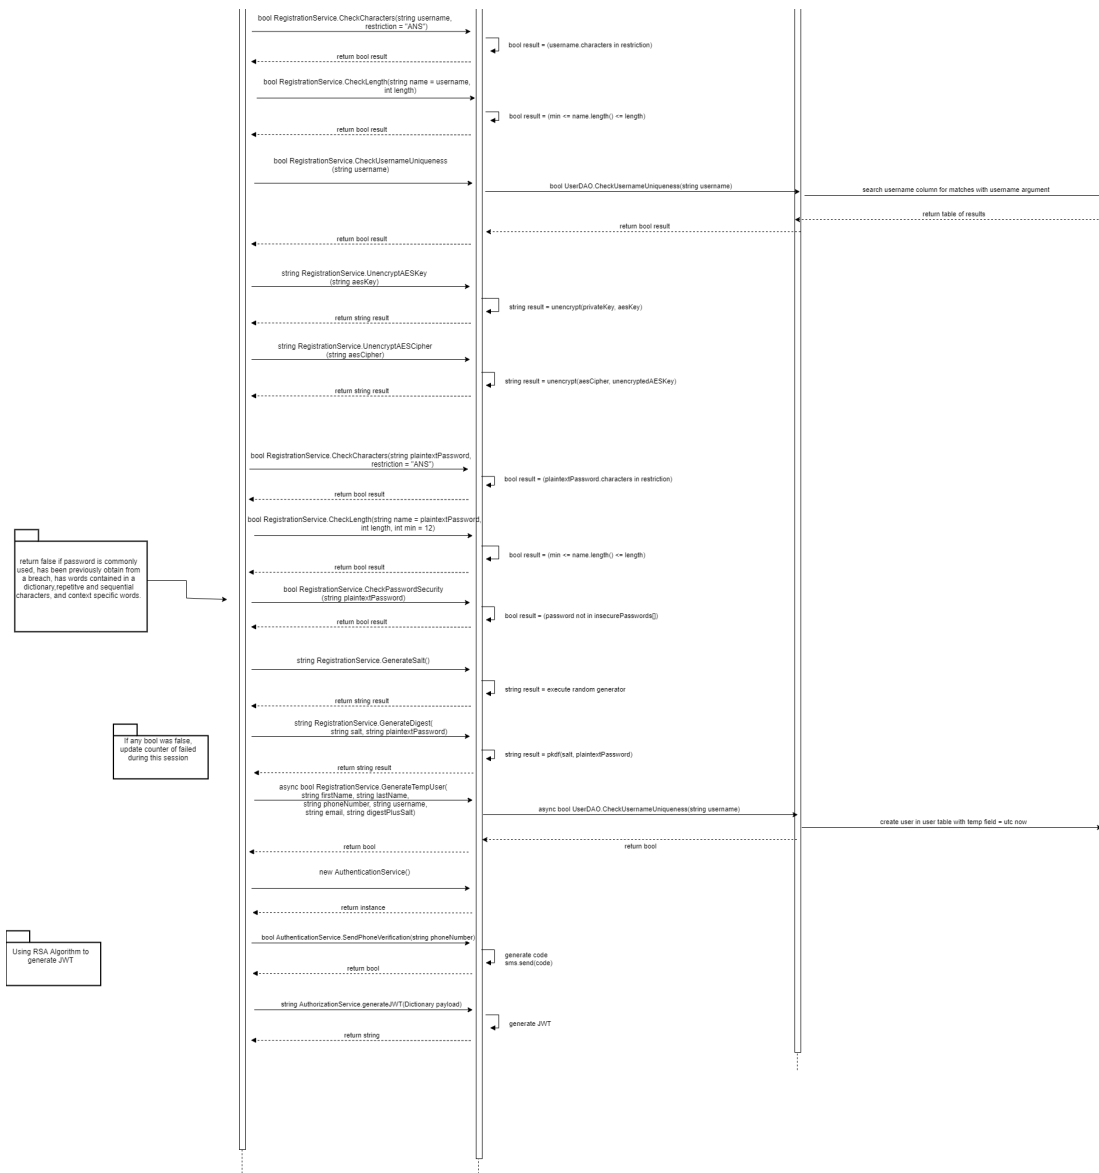 bool RegistrationService.CheckCharacters(string username,
restriction = "ANS")
bool result = (username.characters in restriction)
return bool result
bool RegistrationService.CheckLength(string name = username,
int length)
bool result = (min <= name.length() <= length)
return bool result
bool RegistrationService.CheckUsernameUniqueness
(string username)
bool UserDAO.CheckUsernameUniqueness(string username)
search username column for matches with username argument
return table of results
return bool result
return bool result
string RegistrationService.UnencryptAESKey
(string aesKey)
string result = unencrypt(privateKey, aesKey)
return string result
string RegistrationService.UnencryptAESCipher
(string aesCipher)
string result = unencrypt(aesCipher, unencryptedAESKey)
return string result
bool RegistrationService.CheckCharacters(string plaintextPassword,
restriction = "ANS")
bool result = (plaintextPassword.characters in restriction)
return bool result
bool RegistrationService.CheckLength(string name = plaintextPassword,
int length, int min = 12)
bool result = (min <= name.length() <= length)
return bool result
return false if password is commonly
used, has been previously obtain from
a breach, has words contained in a
dictionary,repetitve and sequential
characters, and context specific words.
bool RegistrationService.CheckPasswordSecurity
(string plaintextPassword)
bool result = (password not in insecurePasswords[])
return bool result
string RegistrationService.GenerateSalt()
string result = execute random generator
return string result
If any bool was false,
update counter of failed
during this session
string RegistrationService.GenerateDigest(
string salt, string plaintextPassword)
string result = pkdf(salt, plaintextPassword)
return string result
async bool RegistrationService.GenerateTempUser(
string firstName, string lastName,
string phoneNumber, string username,
string email, string digestPlusSalt)
async bool UserDAO.CheckUsernameUniqueness(string username)
create user in user table with temp field = utc now
return bool
return bool
new AuthenticationService()
return instance
Using RSA Algorithm to
generate JWT
bool AuthenticationService.SendPhoneVerification(string phoneNumber)
generate code
sms.send(code)
return bool
string AuthorizationService.generateJWT(Dictionary payload)
generate JWT
return string